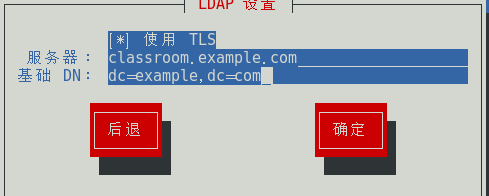 LDAP 设置
[*] 使用 TLS
服务器: classroom.example.com
基础 DN: dc=example,dc=com
后退 确定